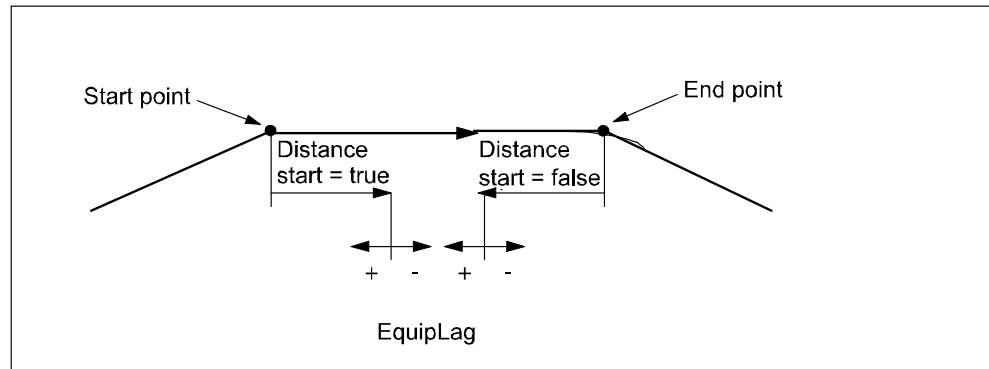 Start point
End point
Distance
start = true
Distance
start = false
+ - + -
EquipLag